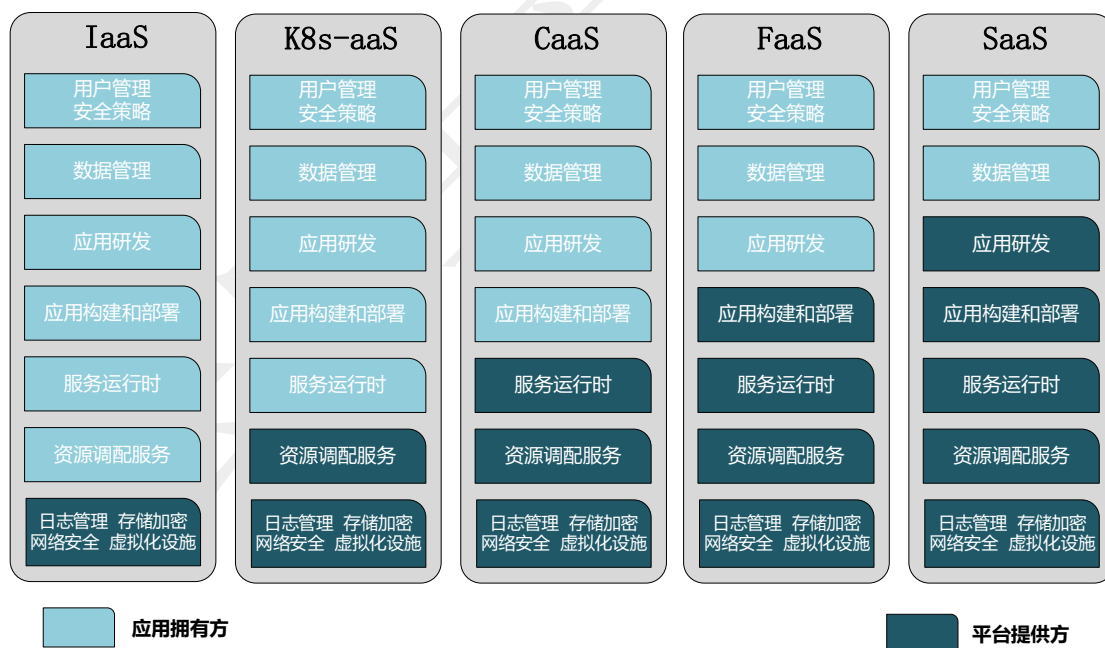 IaaS
用户管理
安全策略
数据管理
应用研发
应用构建和部署
服务运行时
资源调配服务
日志管理 存储加密
网络安全 虚拟化设施
K8s-aaS
用户管理
安全策略
数据管理
应用研发
应用构建和部署
服务运行时
资源调配服务
日志管理 存储加密
网络安全 虚拟化设施
CaaS
用户管理
安全策略
数据管理
应用研发
应用构建和部署
服务运行时
资源调配服务
日志管理 存储加密
网络安全 虚拟化设施
FaaS
用户管理
安全策略
数据管理
应用研发
应用构建和部署
服务运行时
资源调配服务
日志管理 存储加密
网络安全 虚拟化设施
SaaS
用户管理
安全策略
数据管理
应用研发
应用构建和部署
服务运行时
资源调配服务
日志管理 存储加密
网络安全 虚拟化设施
应用拥有方
平台提供方